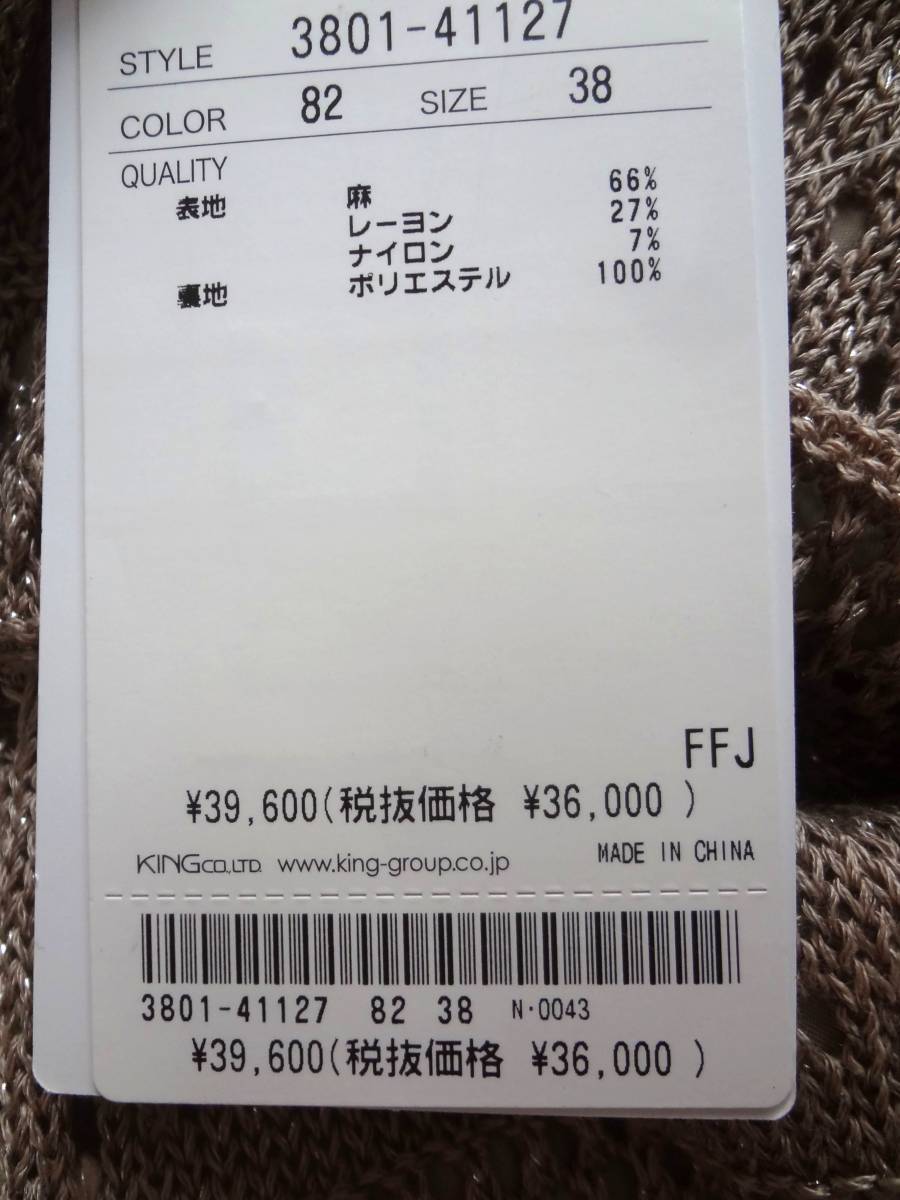 STYLE 3801-41127
COLOR 82 SIZE 38
QUALITY
表地 麻 66%
レーヨン 27%
ナイロン 7%
裏地 ポリエステル 100%
FFJ
¥39,600(税抜価格 ¥36,000 )
KING CO.,LTD. www.king-group.co.jp MADE IN CHINA
3801-41127 82 38 N·0043
¥39,600(税抜価格 ¥36,000 )